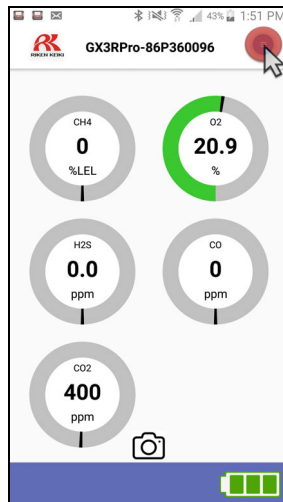 43% 1:51 PM
RIKEN KEIKI
GX3RPro-86P360096
CH4
0
%LEL
O2
20.9
%
H2S
0.0
ppm
CO
0
ppm
CO2
400
ppm